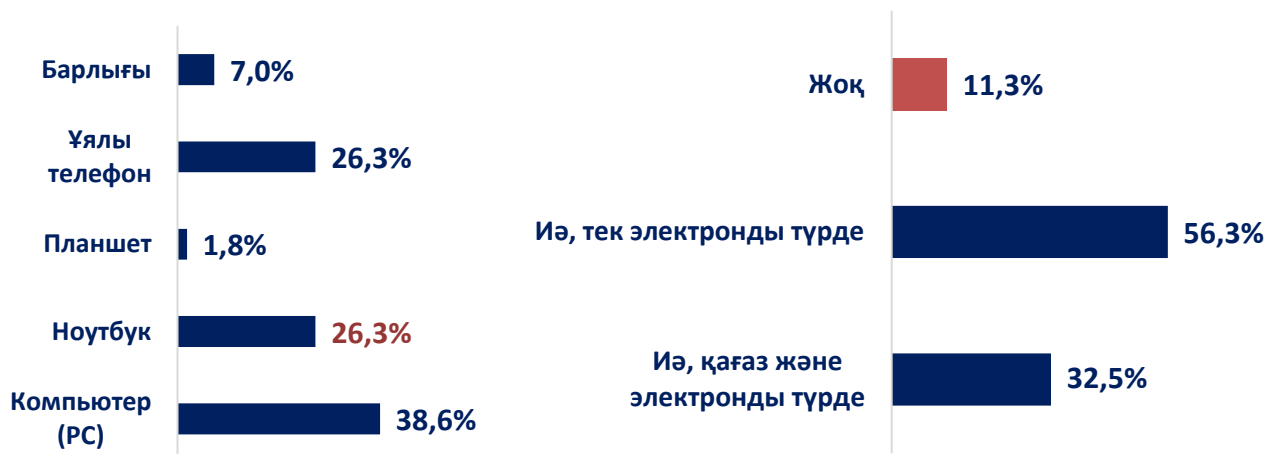 Барлығы
7,0%
Ұялы
телефон
26,3%
Планшет
1,8%
Ноутбук
26,3%
Компьютер
(PC)
38,6%
Жоқ
11,3%
Иә, тек электронды түрде
56,3%
Иә, қағаз және
электронды түрде
32,5%